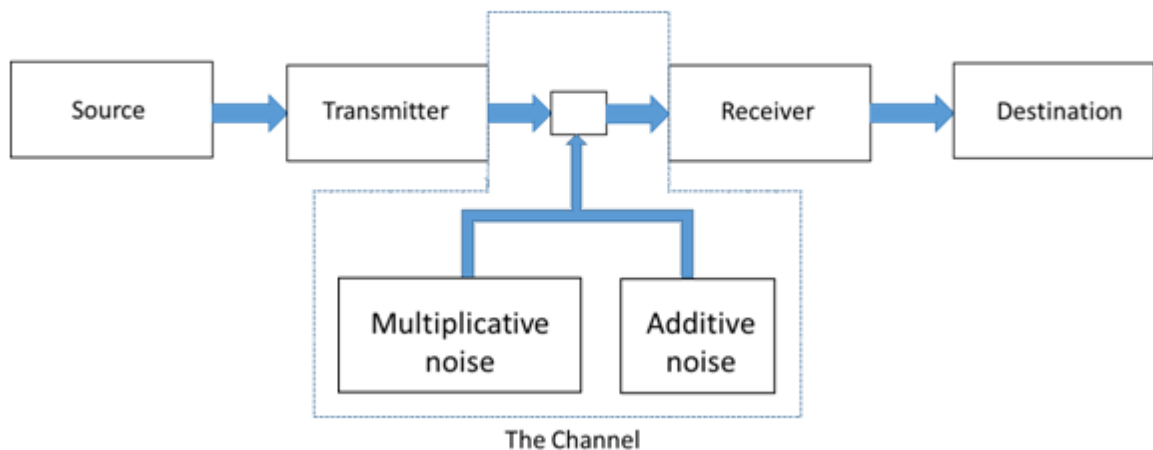 Source
Transmitter
Receiver
Destination
Multiplicative
noise
Additive
noise
The Channel